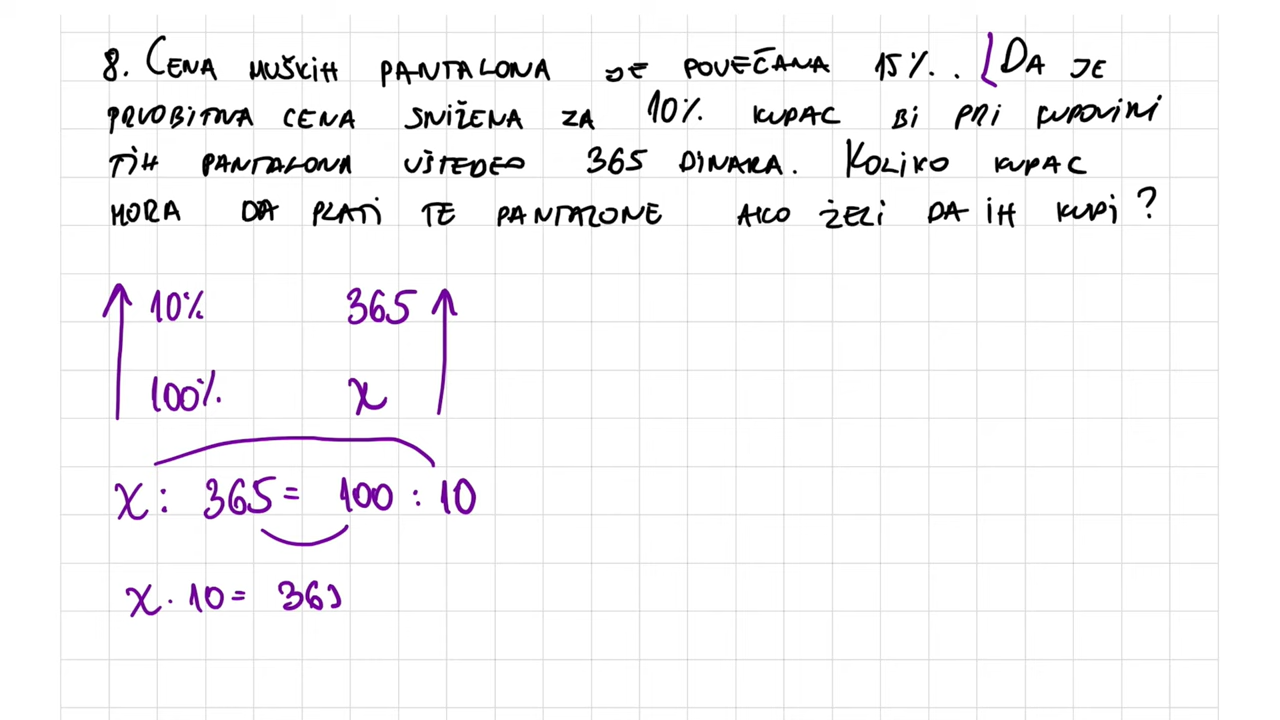 8. CENA MUŠKIH PANTALONA JE POVEČANA 15%.. DA JE
PRVOBITNA CENA SNIŽENA ZA 10% KUPAC BI PRI KUPOVINI
TIH PANTALONA UŠTEDEO 365 DINARA. KOLIKO KUPAC
MORA DA PLATI TE PANTALONE AKO ŽELI DA IH KUPI?
10% 365
100% x
x : 365 = 100 : 10
x · 10 = 36